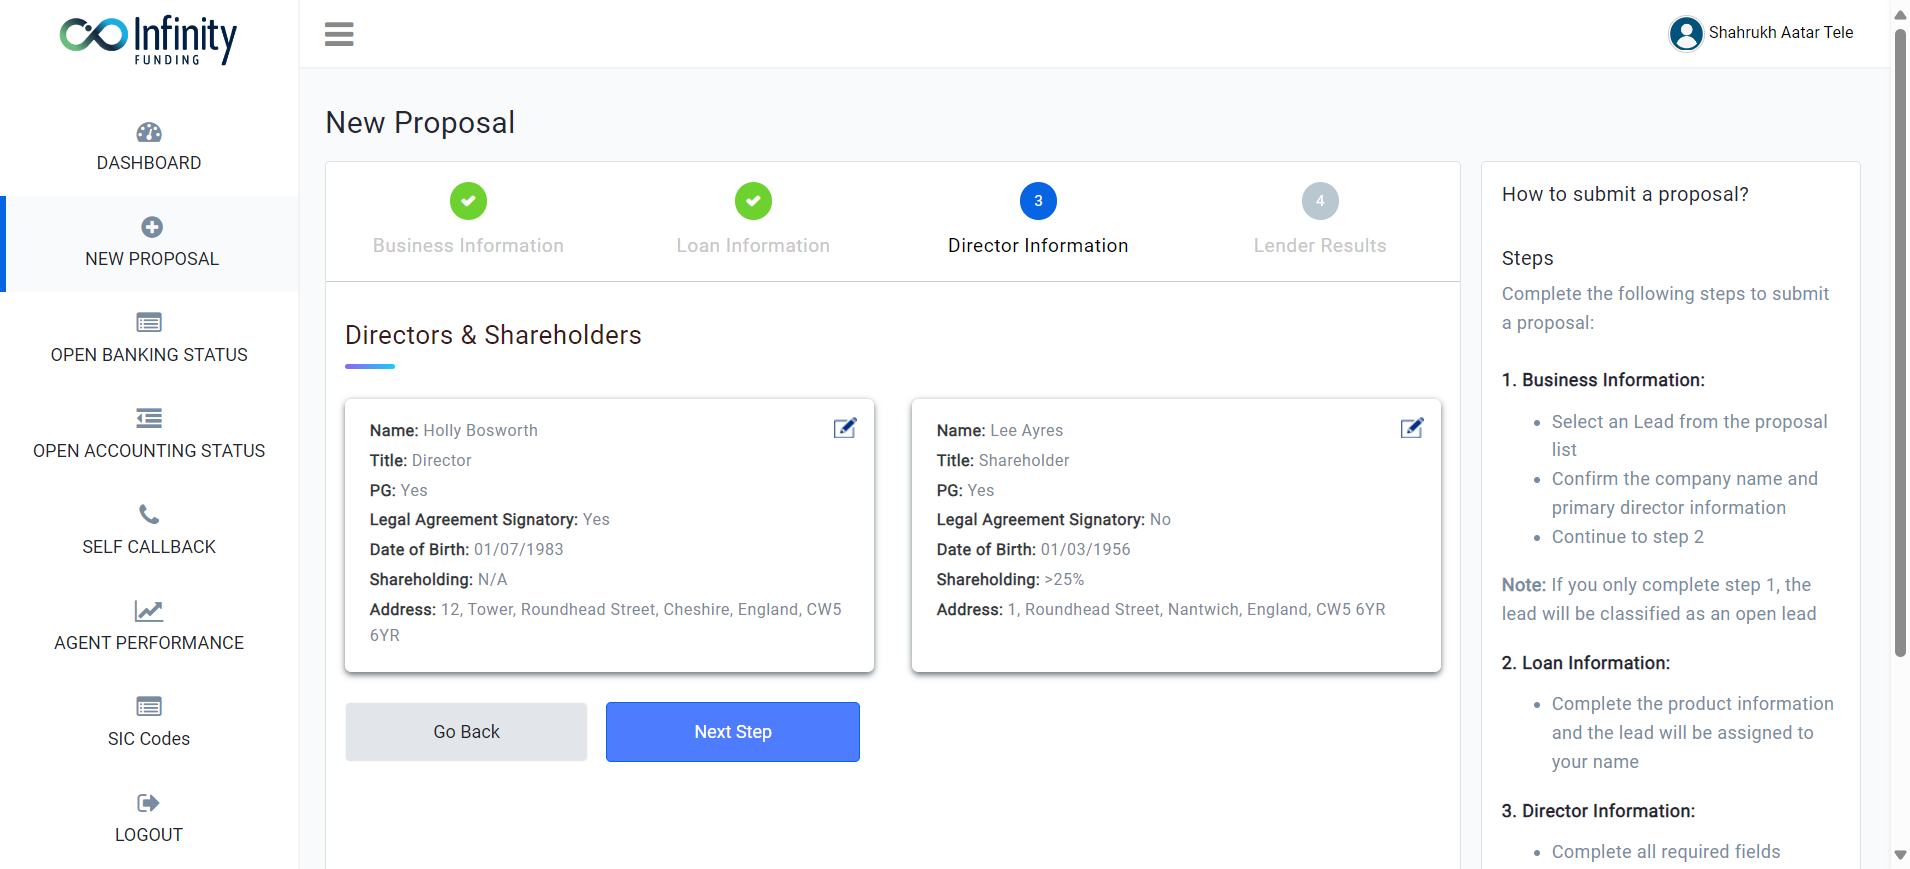 Infinity
FUNDING
Shahrukh Aatar Tele
DASHBOARD
NEW PROPOSAL
OPEN BANKING STATUS
OPEN ACCOUNTING STATUS
SELF CALLBACK
AGENT PERFORMANCE
SIC Codes
LOGOUT
New Proposal
Business Information
Loan Information
3
Director Information
4
Lender Results
Directors & Shareholders
Name: Holly Bosworth
Title: Director
PG: Yes
Legal Agreement Signatory: Yes
Date of Birth: 01/07/1983
Shareholding: N/A
Address: 12, Tower, Roundhead Street, Cheshire, England, CW5
6YR
Name: Lee Ayres
Title: Shareholder
PG: Yes
Legal Agreement Signatory: No
Date of Birth: 01/03/1956
Shareholding: >25%
Address: 1, Roundhead Street, Nantwich, England, CW5 6YR
Go Back
Next Step
How to submit a proposal?
Steps
Complete the following steps to submit
a proposal:
1. Business Information:
• Select an Lead from the proposal
list
• Confirm the company name and
primary director information
• Continue to step 2
Note: If you only complete step 1, the
lead will be classified as an open lead
2. Loan Information:
• Complete the product information
and the lead will be assigned to
your name
3. Director Information:
• Complete all required fields